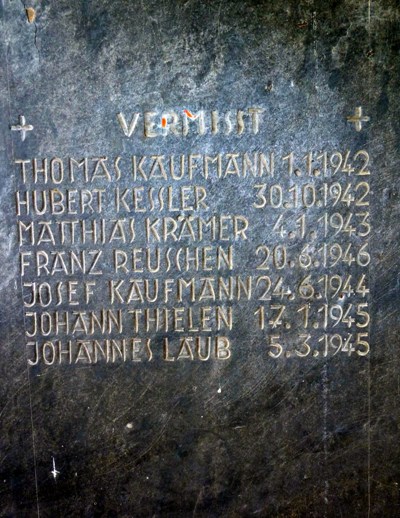 + VERMISST +
THOMAS KAUFMANN 1.1.1942
HUBERT KESSLER 30.10.1942
MATTHIAS KRÄMER 4.1.1943
FRANZ REUSCHEN 20.6.1946
JOSEF KAUFMANN 24.6.1944
JOHANN THIELEN 17.1.1945
JOHANNES LAUB 5.3.1945